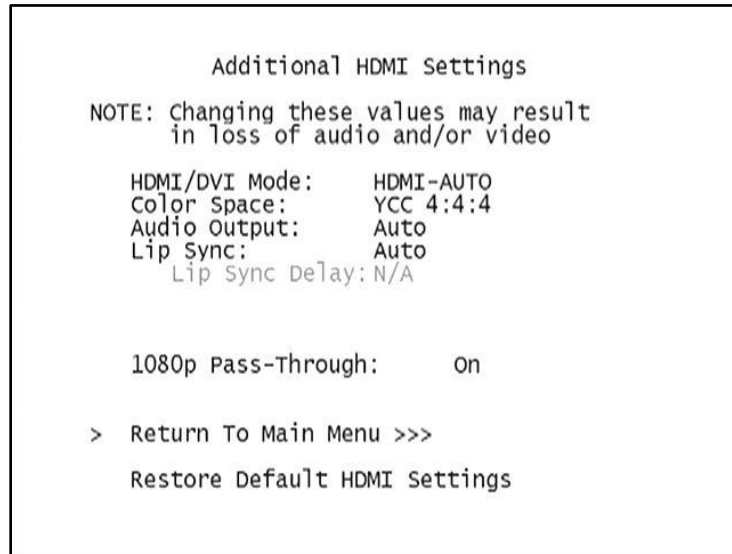 Additional HDMI Settings
NOTE: Changing these values may result
in loss of audio and/or video
HDMI/DVI Mode: HDMI-AUTO
Color Space: YCC 4:4:4
Audio Output: Auto
Lip Sync: Auto
Lip Sync Delay: N/A
1080p Pass-Through: On
> Return To Main Menu >>>
Restore Default HDMI Settings